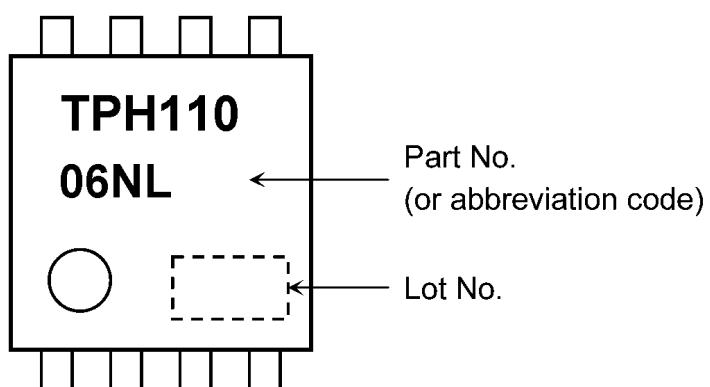 TPH110
06NL
Part No.
(or abbreviation code)
Lot No.